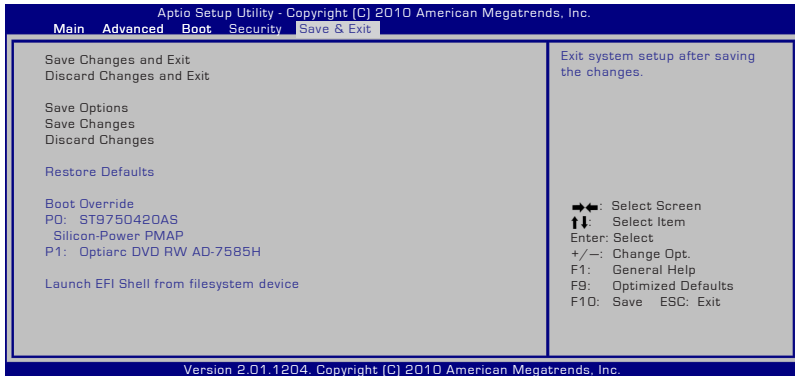 Aptio Setup Utility - Copyright (C) 2010 American Megatrends, Inc.
Main Advanced Boot Security Save & Exit
Save Changes and Exit
Discard Changes and Exit
Save Options
Save Changes
Discard Changes
Restore Defaults
Boot Override
P0: ST9750420AS
Silicon-Power PMAP
P1: Optiarc DVD RW AD-7585H
Launch EFI Shell from filesystem device
Exit system setup after saving
the changes.
→←: Select Screen
↑↓: Select Item
Enter: Select
+/—: Change Opt.
F1: General Help
F9: Optimized Defaults
F10: Save ESC: Exit
Version 2.01.1204. Copyright (C) 2010 American Megatrends, Inc.